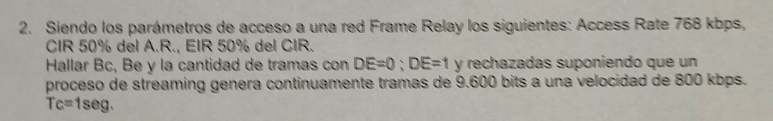 2. Siendo los parámetros de acceso a una red Frame Relay los siguientes: Access Rate 768 kbps,
CIR 50% del A.R., EIR 50% del CIR.
Hallar Bc, Be y la cantidad de tramas con DE=0 ; DE=1 y rechazadas suponiendo que un
proceso de streaming genera continuamente tramas de 9.600 bits a una velocidad de 800 kbps.
Tc=1seg.